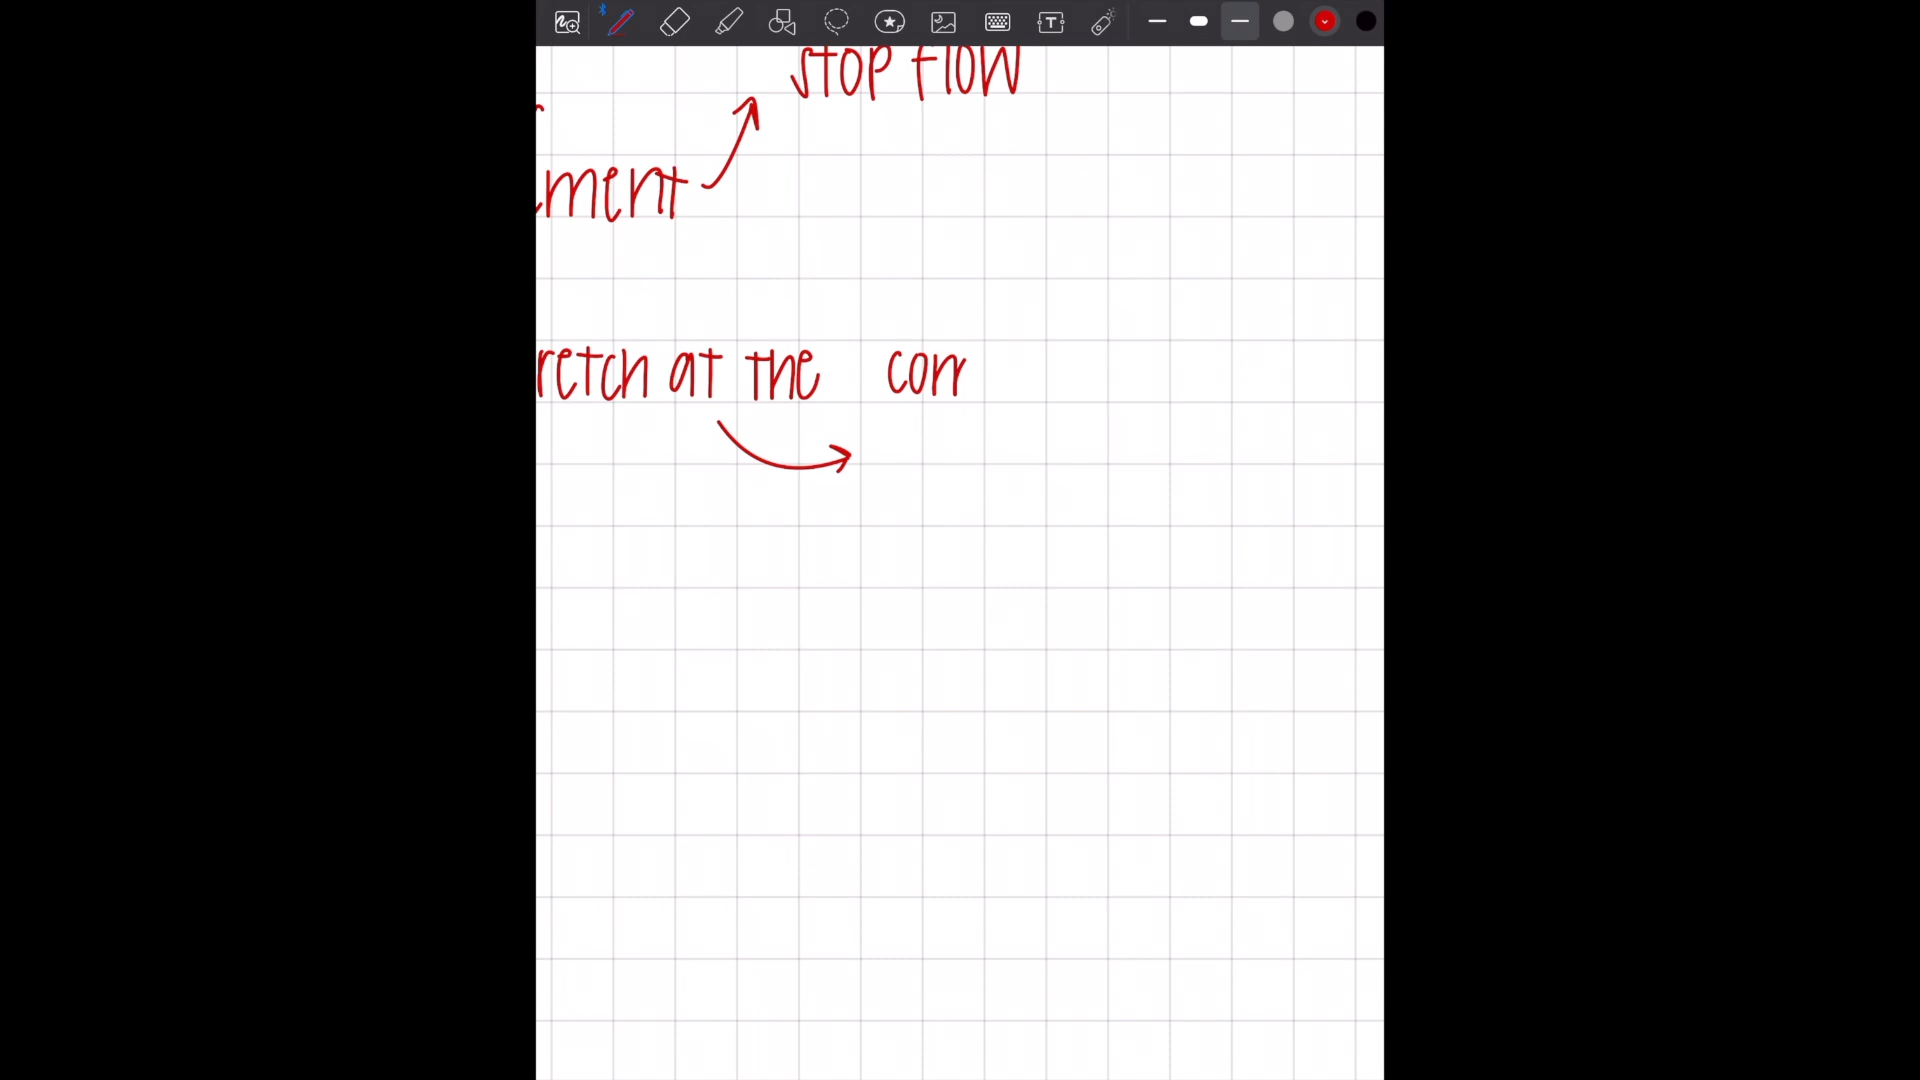 stop flow
ment
retch at the corr